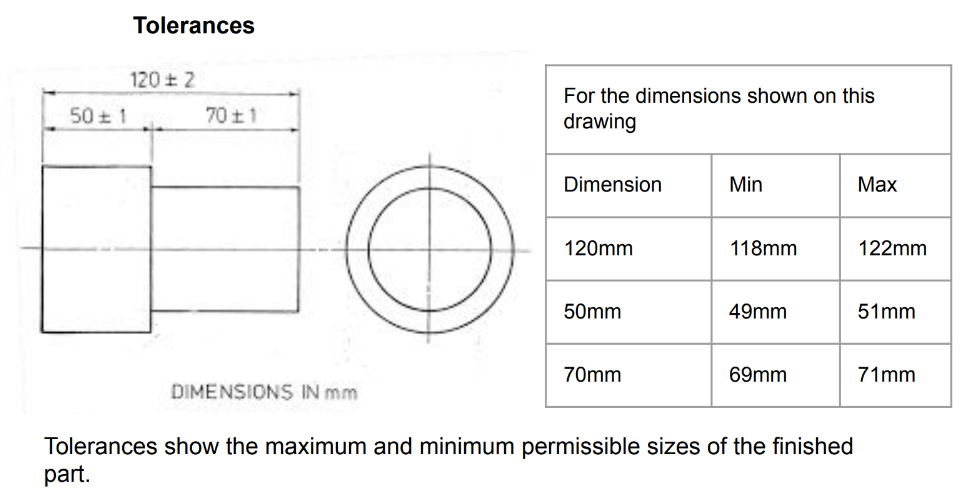 Tolerances
120 ± 2
50 ± 1 70 ± 1
DIMENSIONS IN mm
For the dimensions shown on this
drawing
Dimension Min Max
120mm 118mm 122mm
50mm 49mm 51mm
70mm 69mm 71mm
Tolerances show the maximum and minimum permissible sizes of the finished
part.